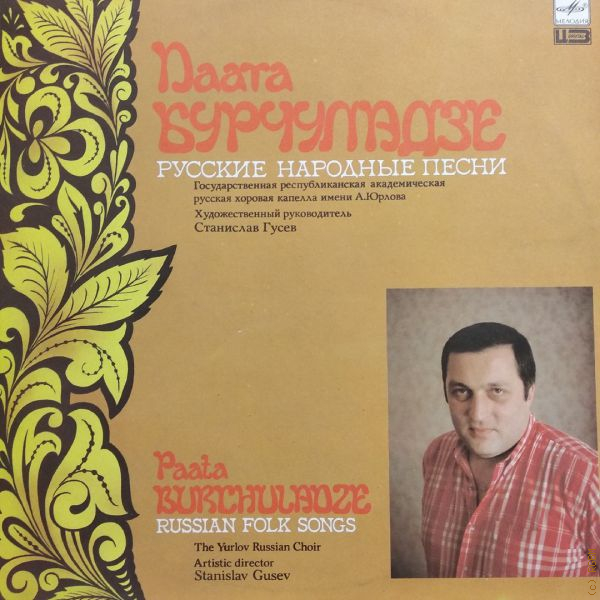 МЕЛОДИЯ
DIGITAL
Паата
БУРЧУЛАДЗЕ
РУССКИЕ НАРОДНЫЕ ПЕСНИ
Государственная республиканская академическая
русская хоровая капелла имени А.Юрлова
Художественный руководитель
Станислав Гусев
Paata
BURCHULADZE
RUSSIAN FOLK SONGS
The Yurlov Russian Choir
Artistic director
Stanislav Gusev